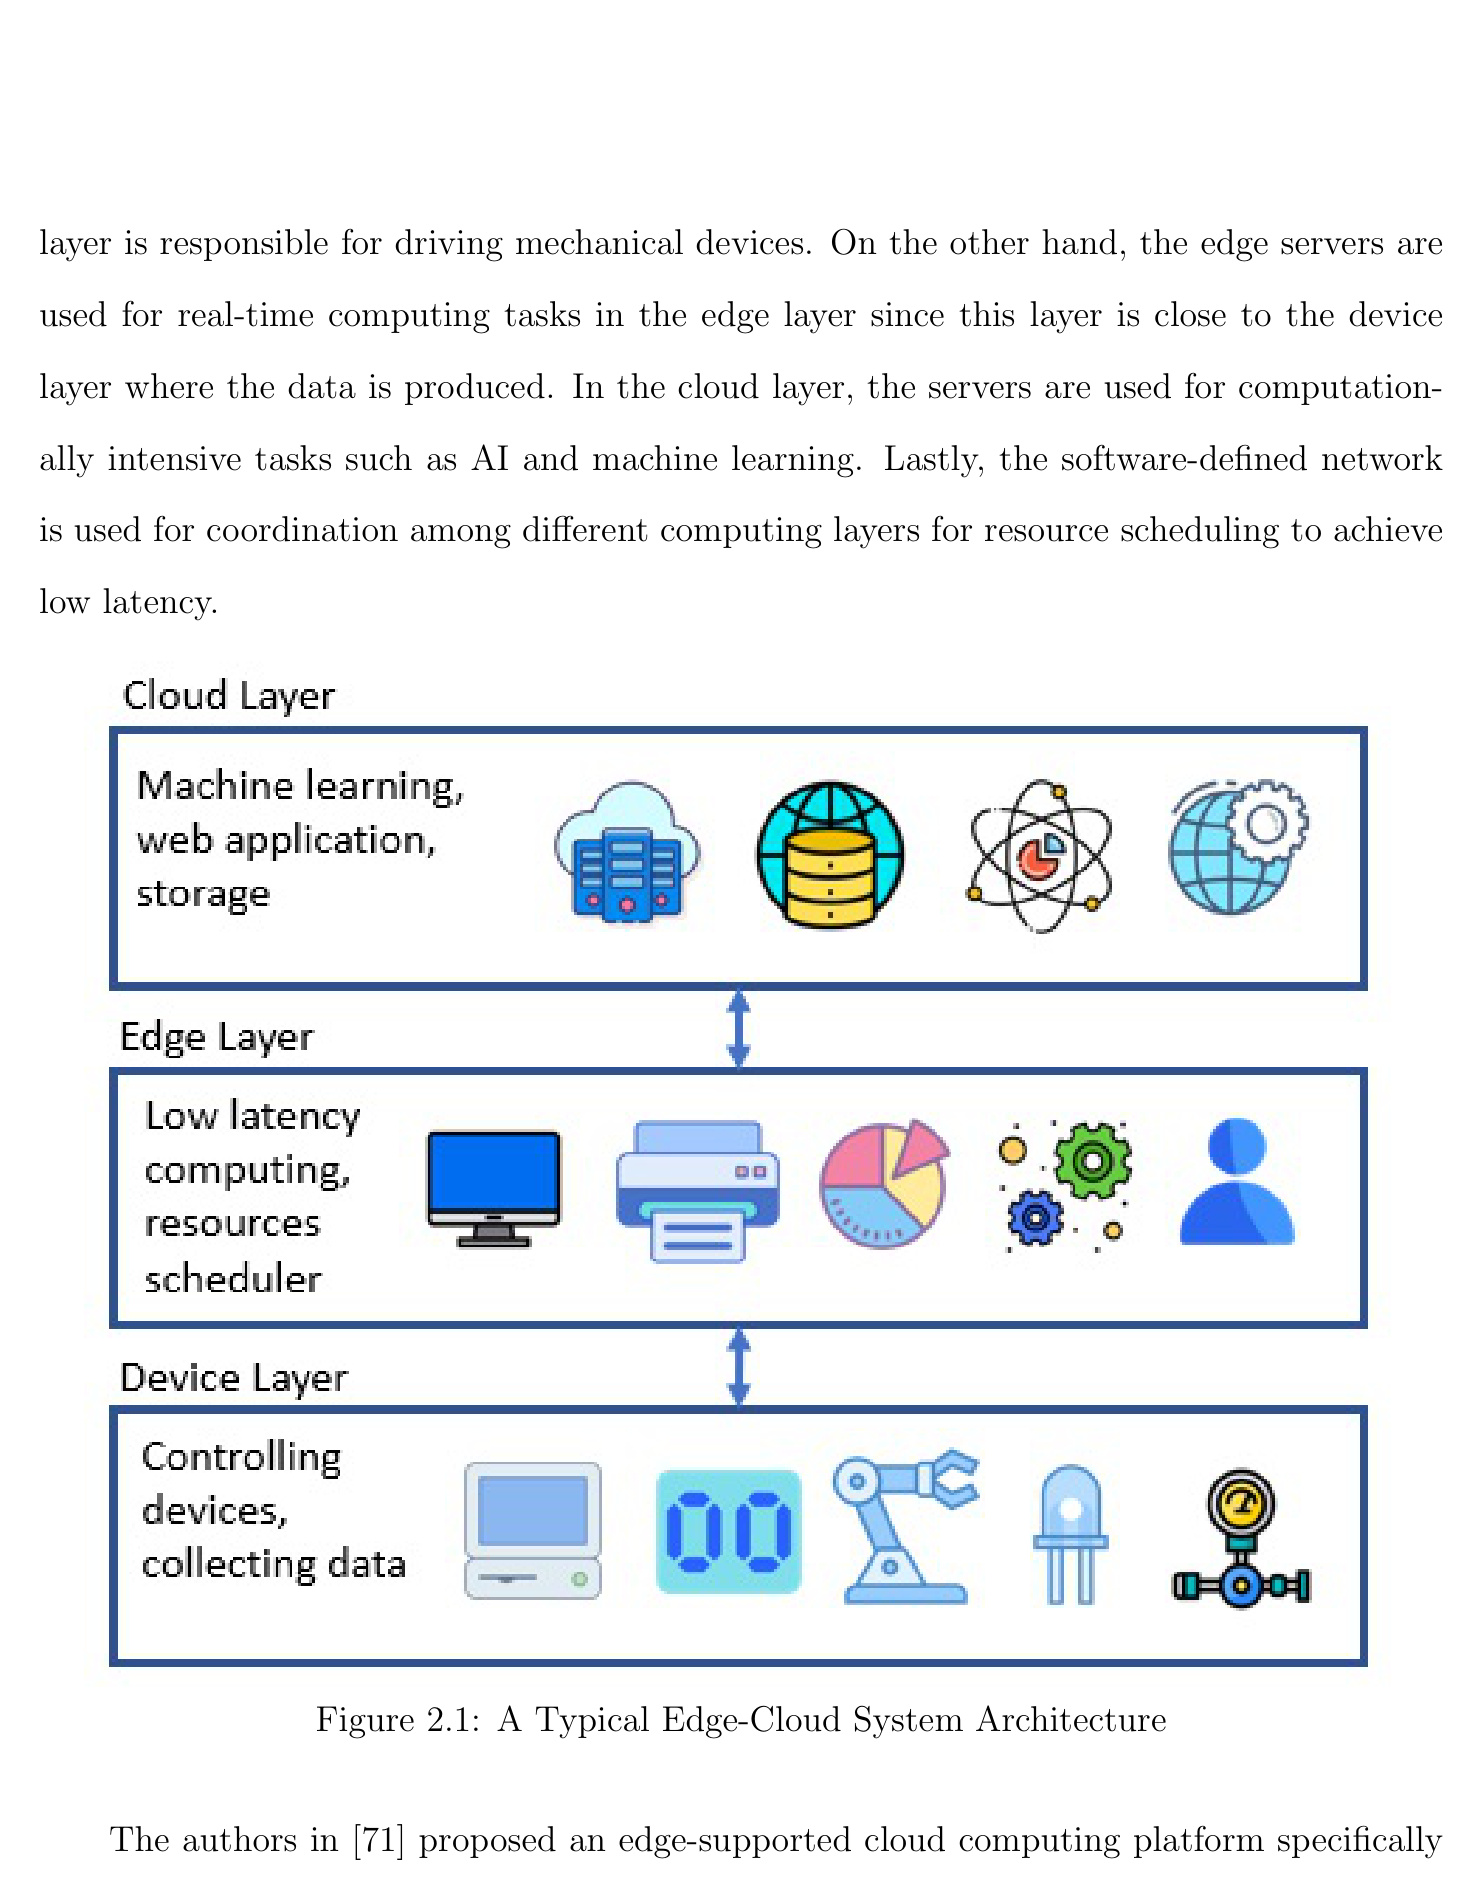 layer is responsible for driving mechanical devices. On the other hand, the edge servers are
used for real-time computing tasks in the edge layer since this layer is close to the device
layer where the data is produced. In the cloud layer, the servers are used for computation-
ally intensive tasks such as AI and machine learning. Lastly, the software-defined network
is used for coordination among different computing layers for resource scheduling to achieve
low latency.
Cloud Layer
Machine learning,
web application,
storage
Edge Layer
Low latency
computing,
resources
scheduler
Device Layer
Controlling
devices,
collecting data
00
Figure 2.1: A Typical Edge-Cloud System Architecture
The authors in [71] proposed an edge-supported cloud computing platform specifically